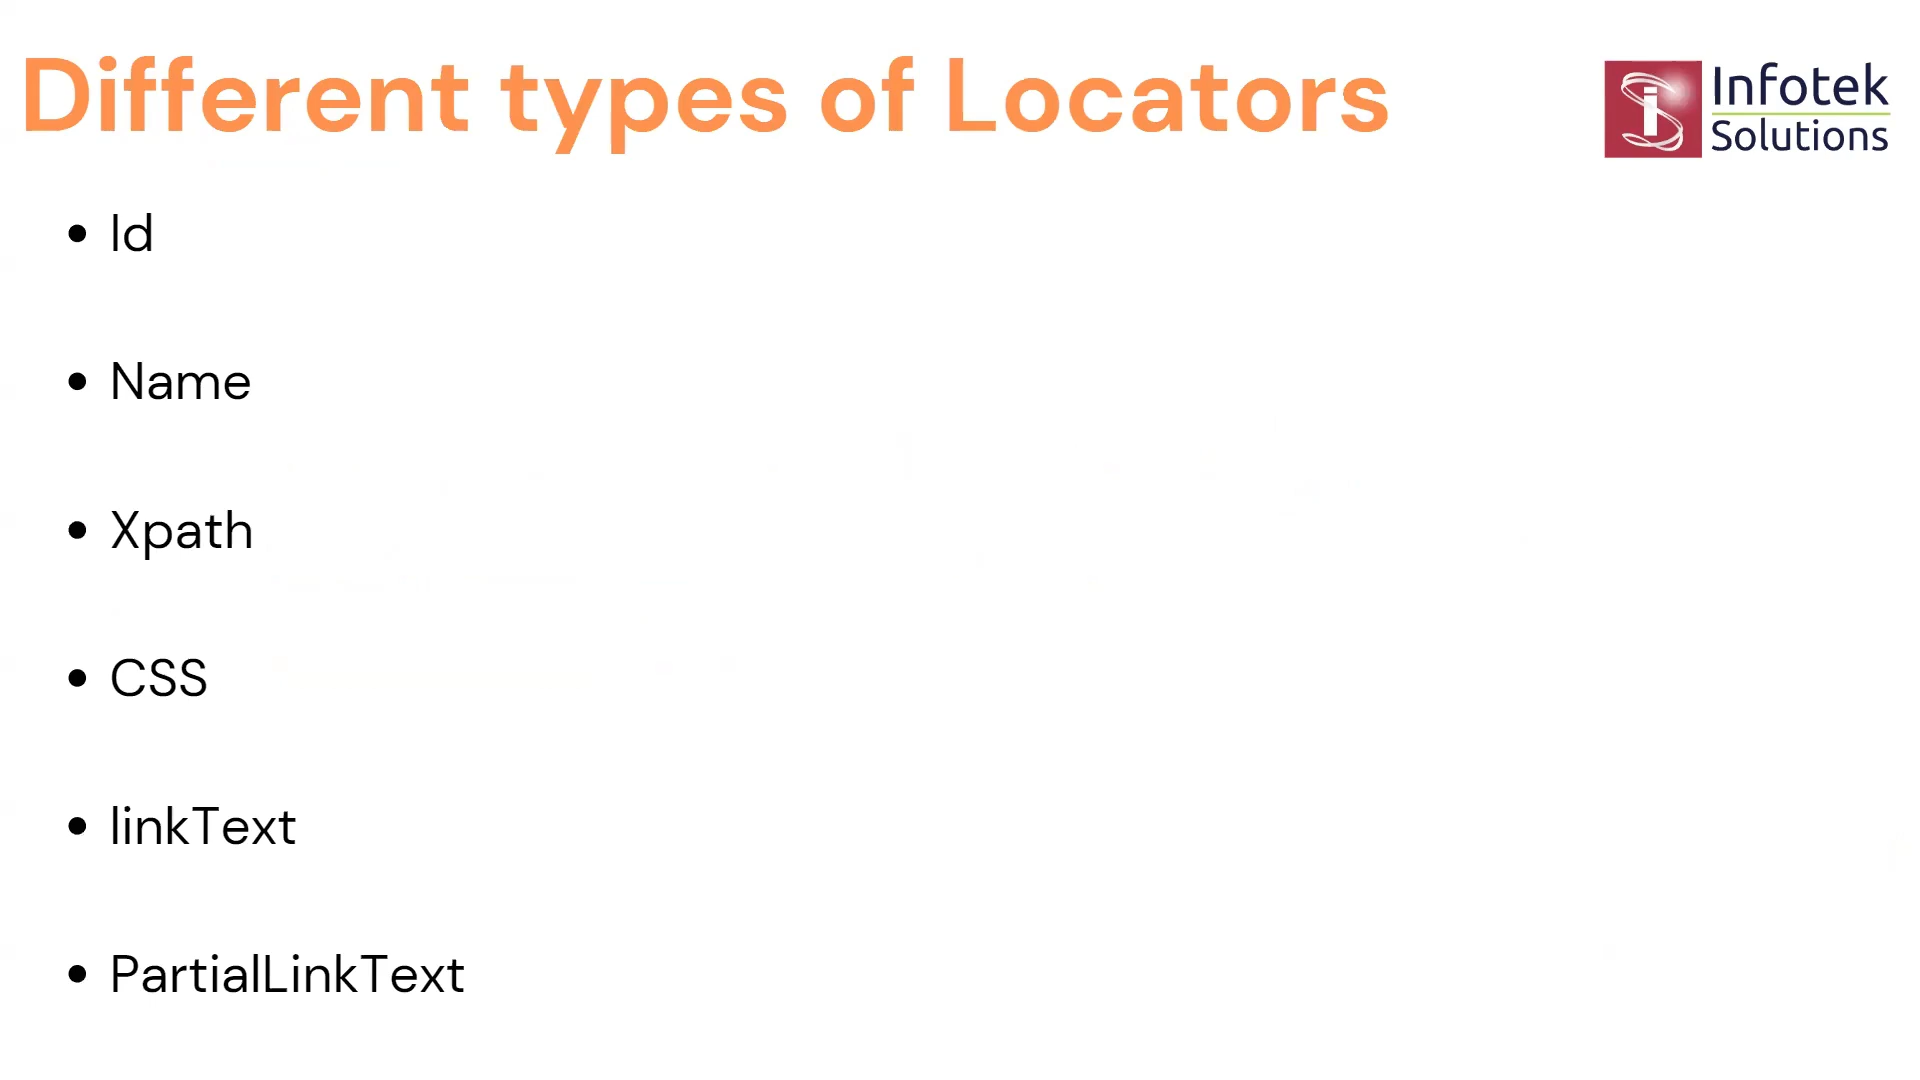 Different types of Locators
Infotek
Solutions
• Id
• Name
• Xpath
• CSS
• linkText
• PartialLinkText